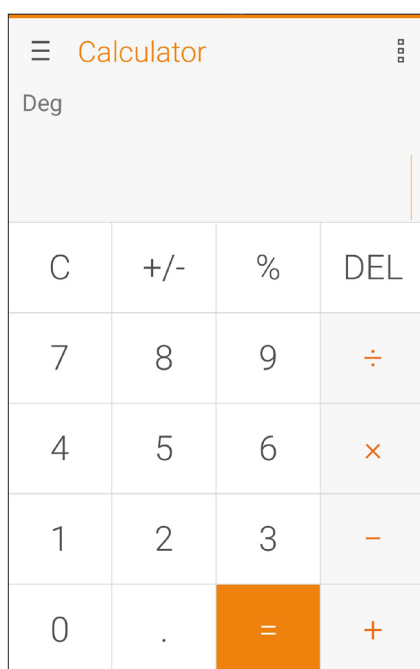 Calculator
Deg
C +/- % DEL
7 8 9 ÷
4 5 6 ×
1 2 3 −
0 . = +